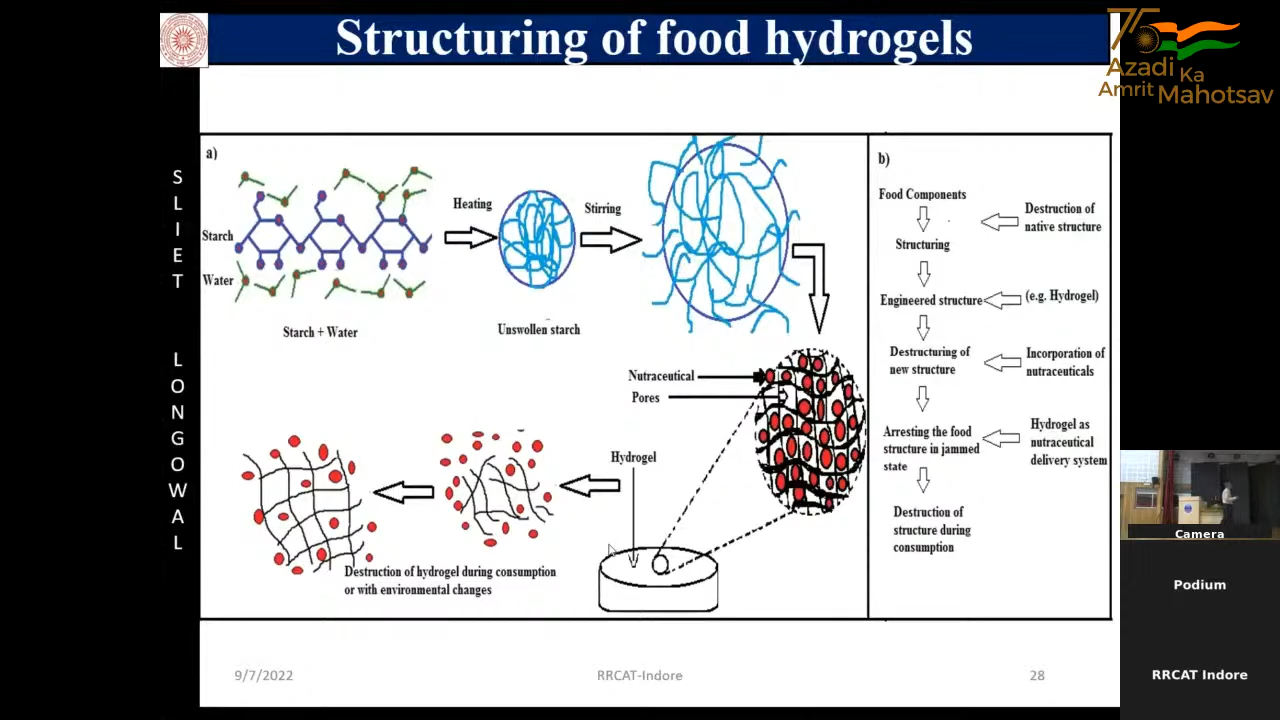 Structuring of food hydrogels
75
Azadi
Ka
Amrit Mahotsav
SLIET
LONGOWAL
a)
Starch
Water
Starch + Water
Heating
Unswollen starch
Stirring
Nutraceutical
Pores
Hydrogel
Destruction of hydrogel during consumption
or with environmental changes
b)
Food Components
Destruction of
native structure
Structuring
Engineered structure
(e.g. Hydrogel)
Destructuring of
new structure
Incorporation of
nutraceuticals
Arresting the food
structure in jammed
state
Hydrogel as
nutraceutical
delivery system
Destruction of
structure during
consumption
9/7/2022
RRCAT-Indore
28
Camera
Podium
RRCAT Indore